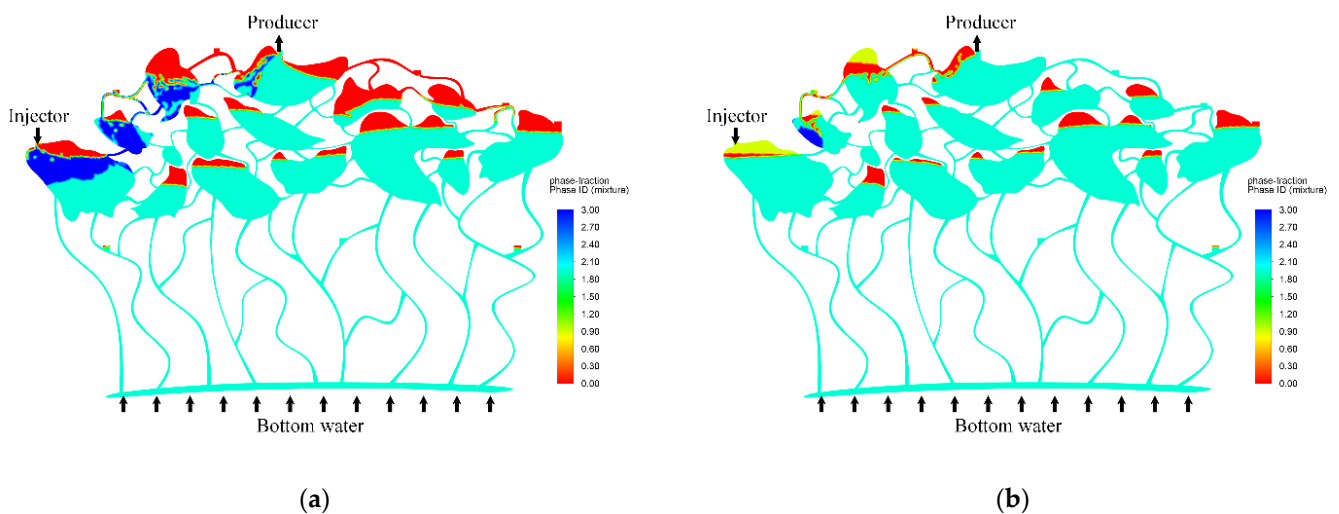 Producer
Injector
phase-fraction
Phase ID (mixture)
3.00
2.70
2.40
2.10
1.80
1.50
1.20
0.90
0.60
0.30
0.00
Bottom water
(a)
Producer
Injector
phase-fraction
Phase ID (mixture)
3.00
2.70
2.40
2.10
1.80
1.50
1.20
0.90
0.60
0.30
0.00
Bottom water
(b)